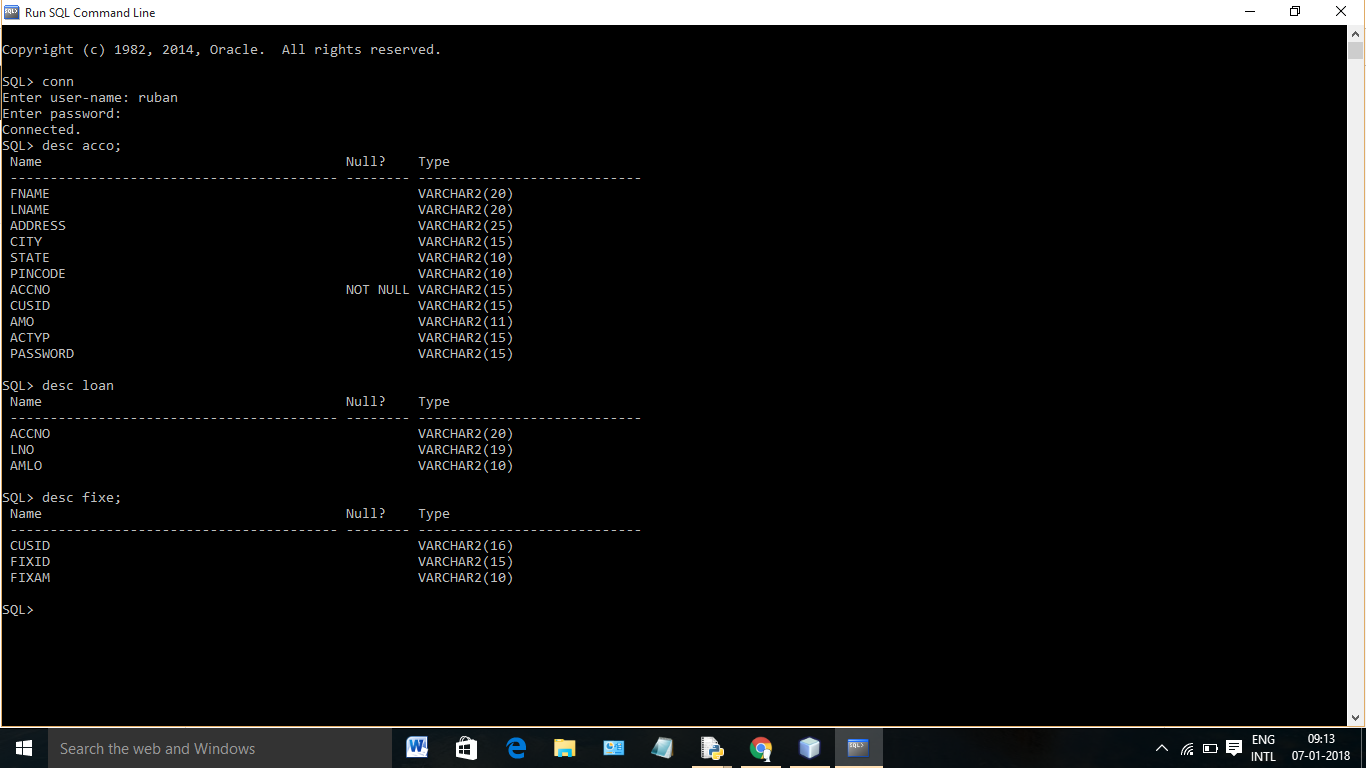 Run SQL Command Line
Copyright (c) 1982, 2014, Oracle.  All rights reserved.
SQL> conn
Enter user-name: ruban
Enter password:
Connected.
SQL> desc acco;
 Name                                      Null?    Type
 ----------------------------------------- -------- ----------------------------
 FNAME                                              VARCHAR2(20)
 LNAME                                              VARCHAR2(20)
 ADDRESS                                            VARCHAR2(25)
 CITY                                               VARCHAR2(15)
 STATE                                              VARCHAR2(10)
 PINCODE                                            VARCHAR2(10)
 ACCNO                                     NOT NULL VARCHAR2(15)
 CUSID                                              VARCHAR2(15)
 AMO                                                VARCHAR2(11)
 ACTYP                                              VARCHAR2(15)
 PASSWORD                                           VARCHAR2(15)
SQL> desc loan
 Name                                      Null?    Type
 ----------------------------------------- -------- ----------------------------
 ACCNO                                              VARCHAR2(20)
 LNO                                                VARCHAR2(19)
 AMLO                                               VARCHAR2(10)
SQL> desc fixe;
 Name                                      Null?    Type
 ----------------------------------------- -------- ----------------------------
 CUSID                                              VARCHAR2(16)
 FIXID                                              VARCHAR2(15)
 FIXAM                                              VARCHAR2(10)
SQL>
Search the web and Windows
ENG
INTL
09:13
07-01-2018